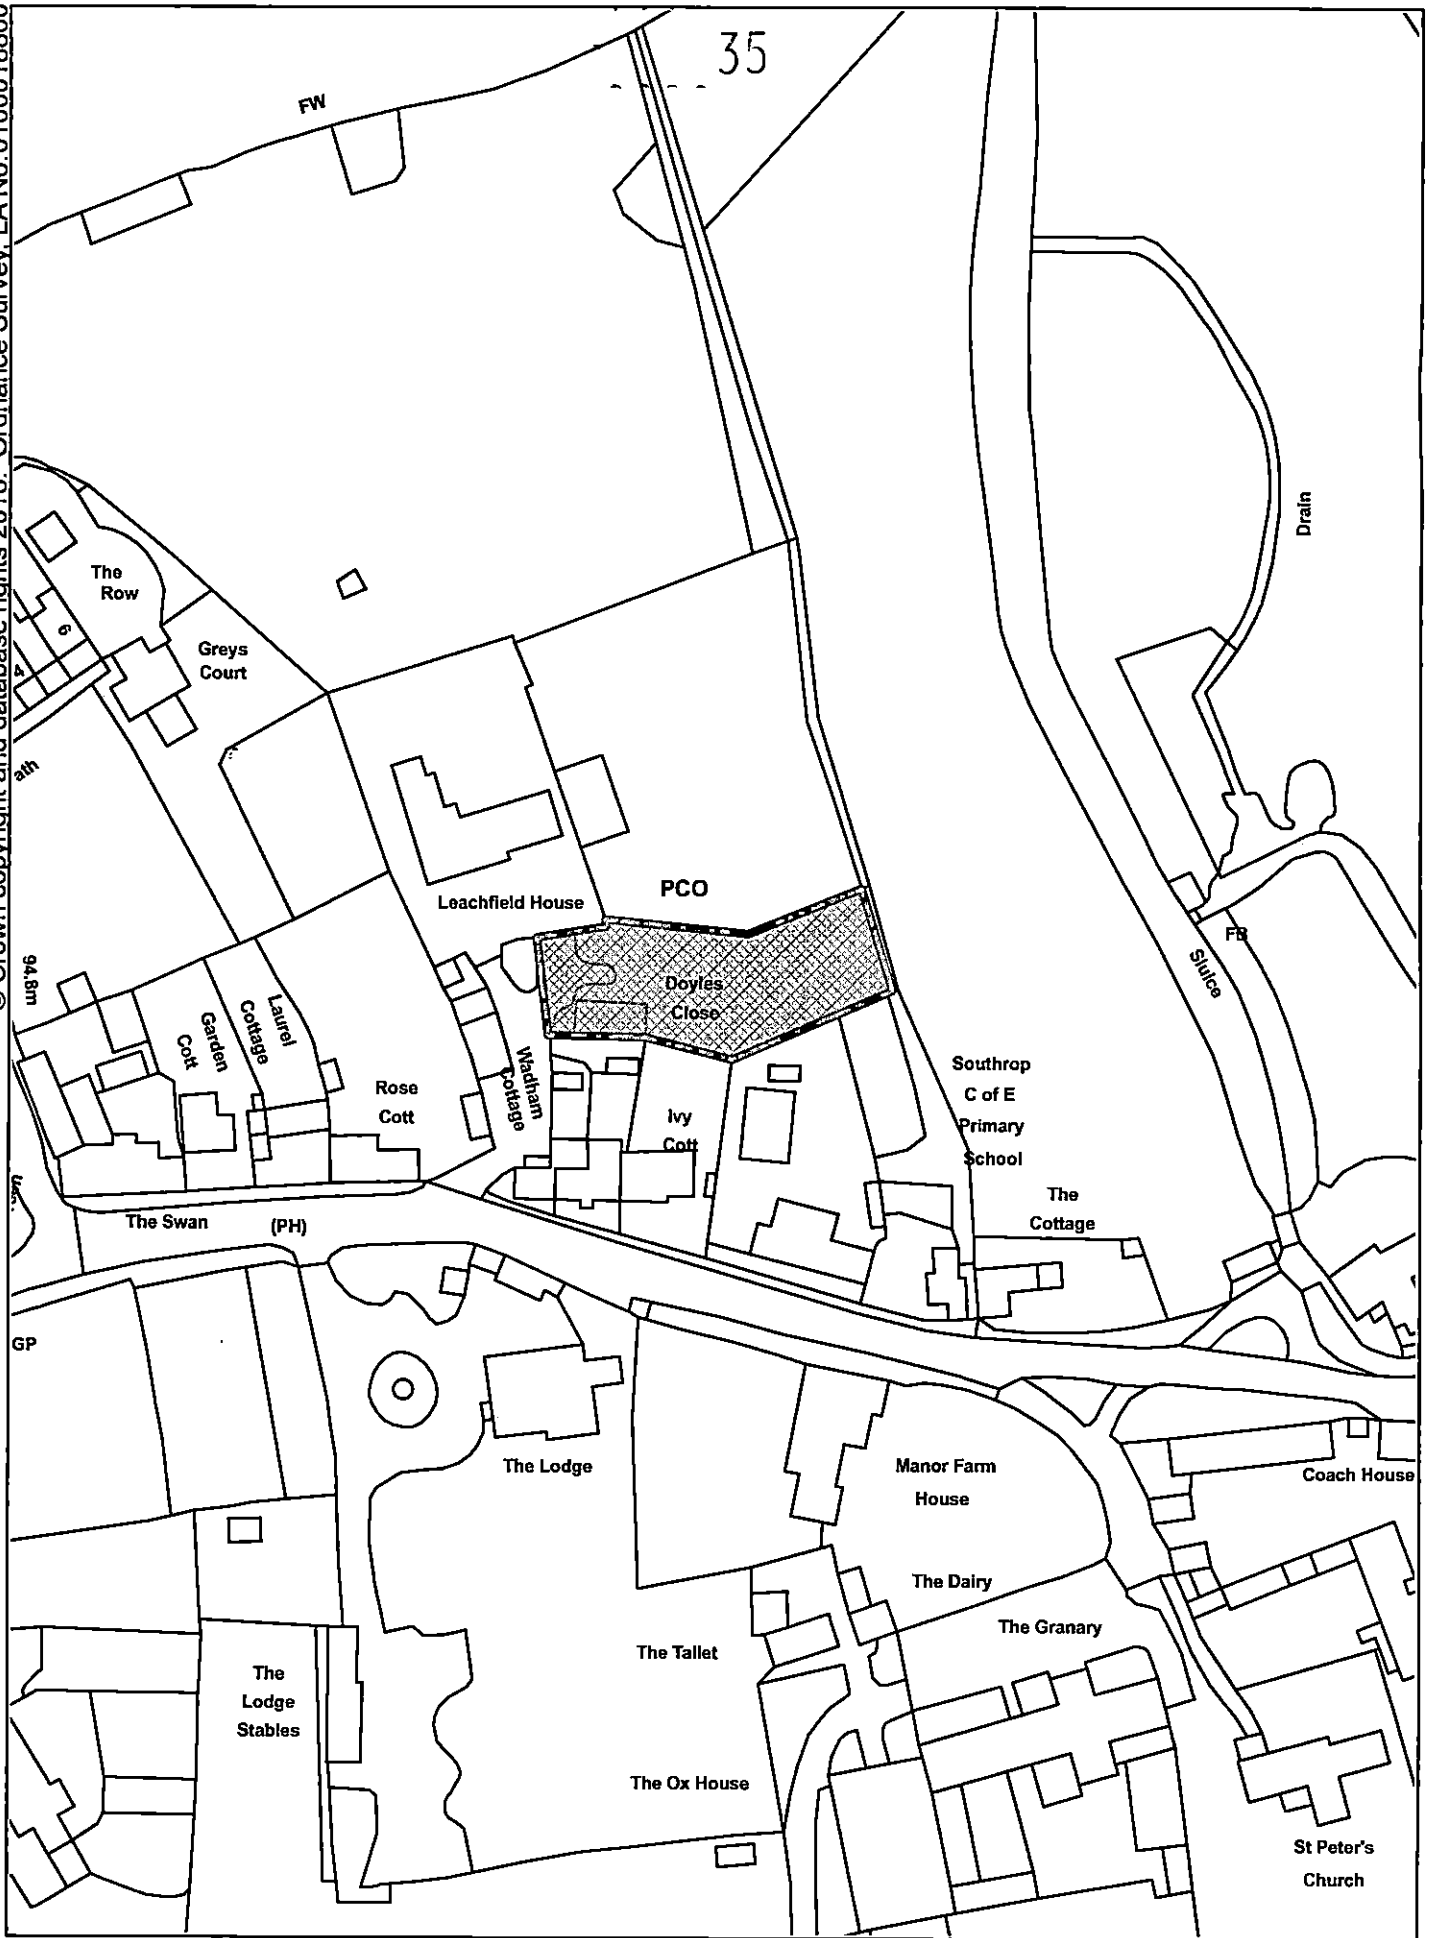 35
FW
The
Row
6
4
Greys
Court
ath
Drain
Leachfield House
PCO
Doyles
Close
FB
Sluice
94.8m
Garden
Cott
Laurel
Cottage
Rose
Cott
Wadham
Cottage
Ivy
Cott
Southrop
C of E
Primary
School
The
Cottage
The Swan
(PH)
GP
The Lodge
Manor Farm
House
Coach House
The Dairy
The Granary
The Tallet
The
Lodge
Stables
The Ox House
St Peter's
Church